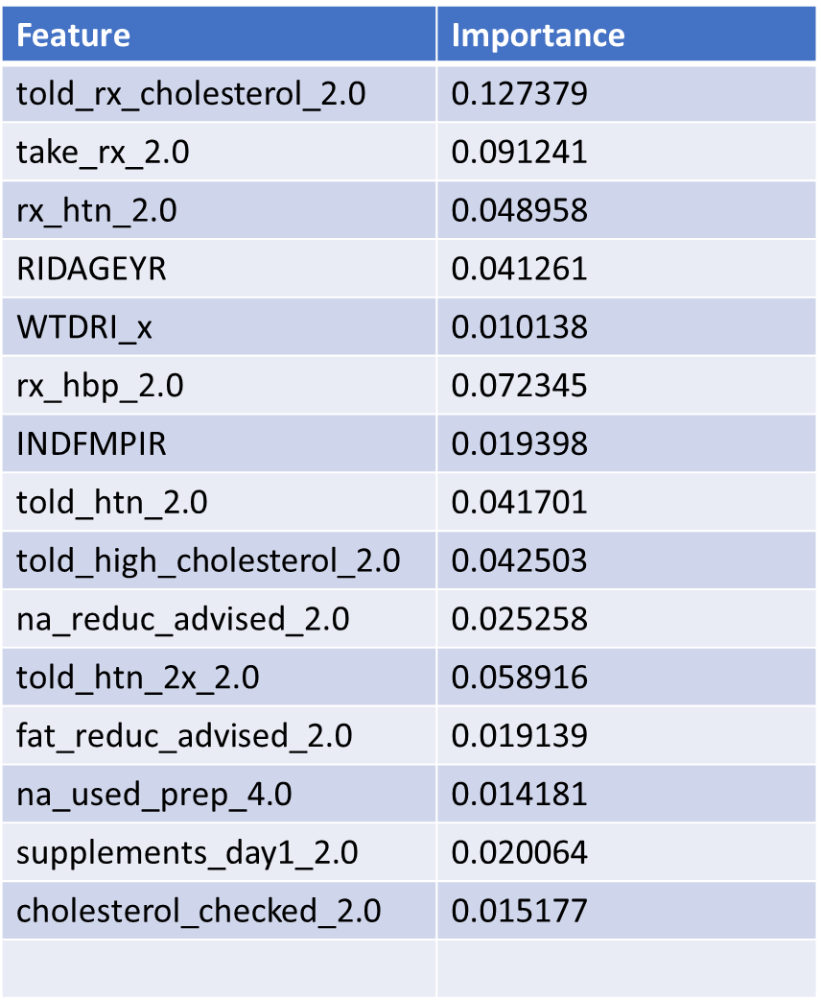 Feature Importance
told_rx_cholesterol_2.0 0.127379
take_rx_2.0 0.091241
rx_htn_2.0 0.048958
RIDAGEYR 0.041261
WTDRI_x 0.010138
rx_hbp_2.0 0.072345
INDFMPIR 0.019398
told_htn_2.0 0.041701
told_high_cholesterol_2.0 0.042503
na_reduc_advised_2.0 0.025258
told_htn_2x_2.0 0.058916
fat_reduc_advised_2.0 0.019139
na_used_prep_4.0 0.014181
supplements_day1_2.0 0.020064
cholesterol_checked_2.0 0.015177